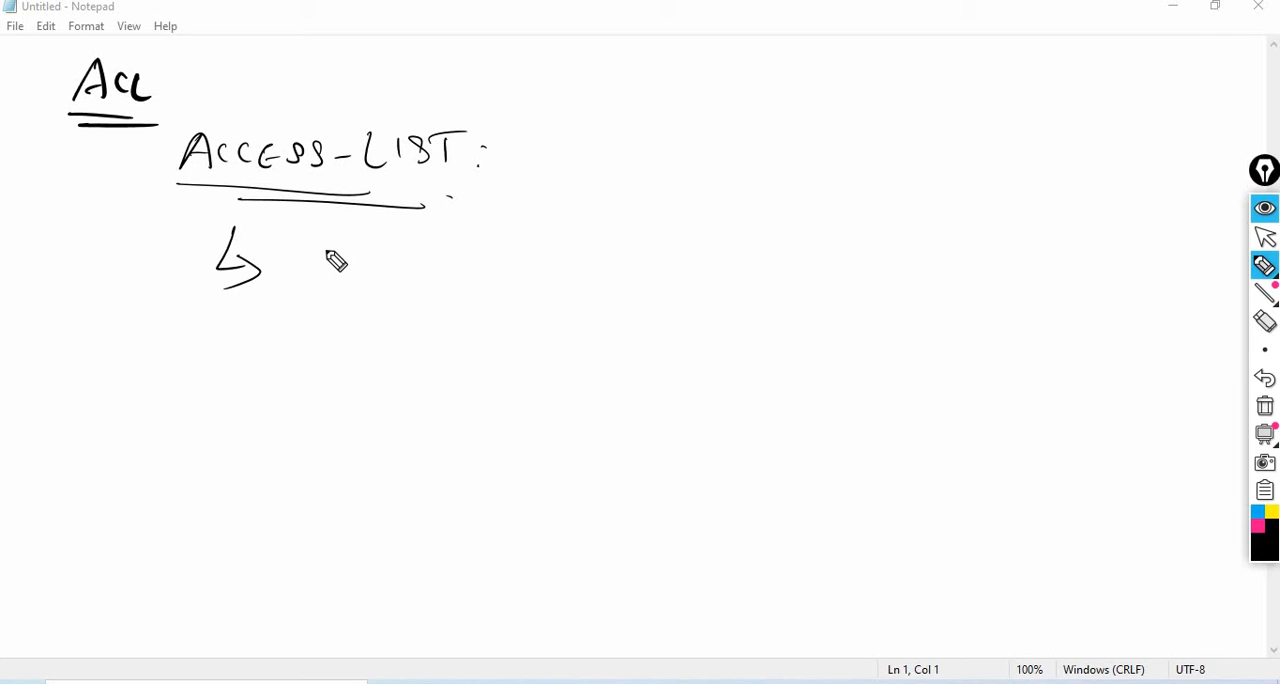 Untitled - Notepad
File Edit Format View Help
ACL
ACCESS-LIST:
Ln 1, Col 1 100% Windows (CRLF) UTF-8